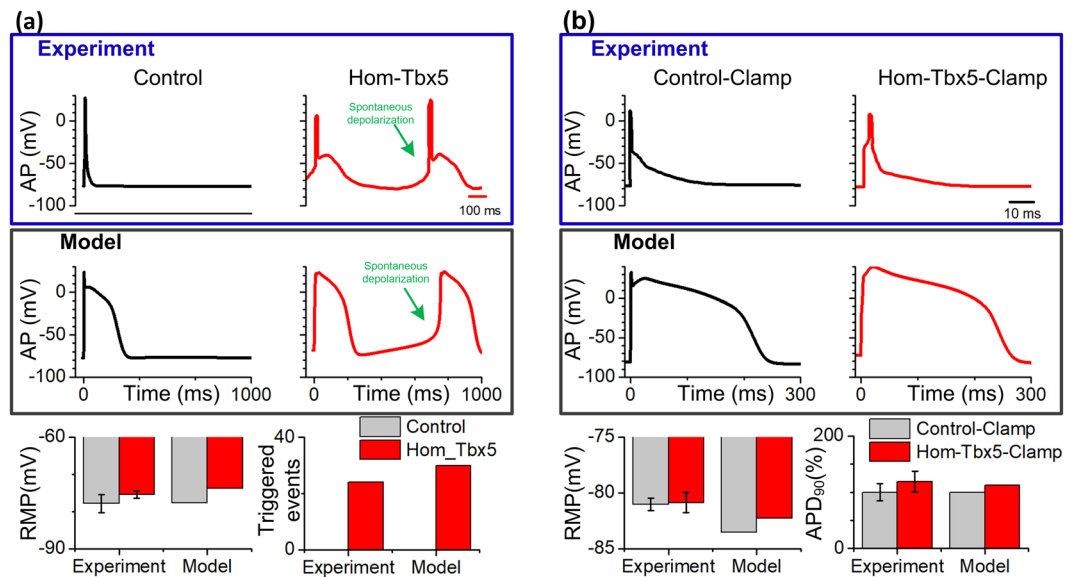 (a)
Experiment
Control
Hom-Tbx5
AP (mV)
0
-50
-100
Spontaneous
depolarization
100 ms
Model
AP (mV)
0
-50
-100
Spontaneous
depolarization
0
Time (ms)
1000
0
Time (ms)
1000
RMP(mV)
-60
-90
Experiment
Model
Triggered
events
40
20
0
Control
Hom_Tbx5
Experiment
Model
(b)
Experiment
Control-Clamp
Hom-Tbx5-Clamp
AP (mV)
0
-50
-100
10 ms
Model
AP (mV)
0
-50
-100
0
Time (ms)
300
0
Time (ms)
300
RMP(mV)
-75
-80
-85
Experiment
Model
APD90(%)
200
100
0
Control-Clamp
Hom-Tbx5-Clamp
Experiment
Model